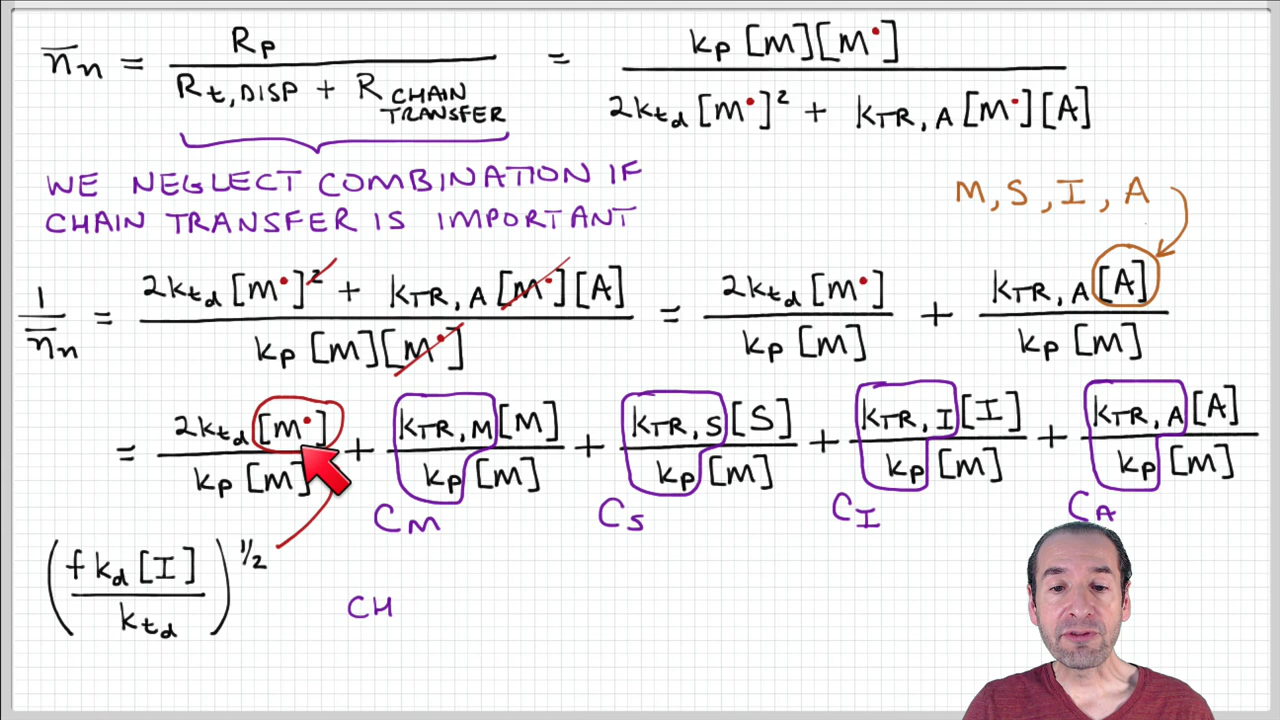 n̅n = Rp / (Rt,DISP + R CHAIN TRANSFER) = kp [M][M•] / (2ktd [M•]² + kTR,A [M•][A])
WE NEGLECT COMBINATION IF
CHAIN TRANSFER IS IMPORTANT
M, S, I, A
1/n̅n = (2ktd [M•]² + kTR,A [M•][A]) / (kp [M][M•]) = 2ktd [M•] / (kp [M]) + kTR,A [A] / (kp [M])
= 2ktd [M•] / (kp [M]) + kTR,M [M] / (kp [M]) + kTR,S [S] / (kp [M]) + kTR,I [I] / (kp [M]) + kTR,A [A] / (kp [M])
CM CS CI CA
(f kd [I] / ktd)^1/2
CH